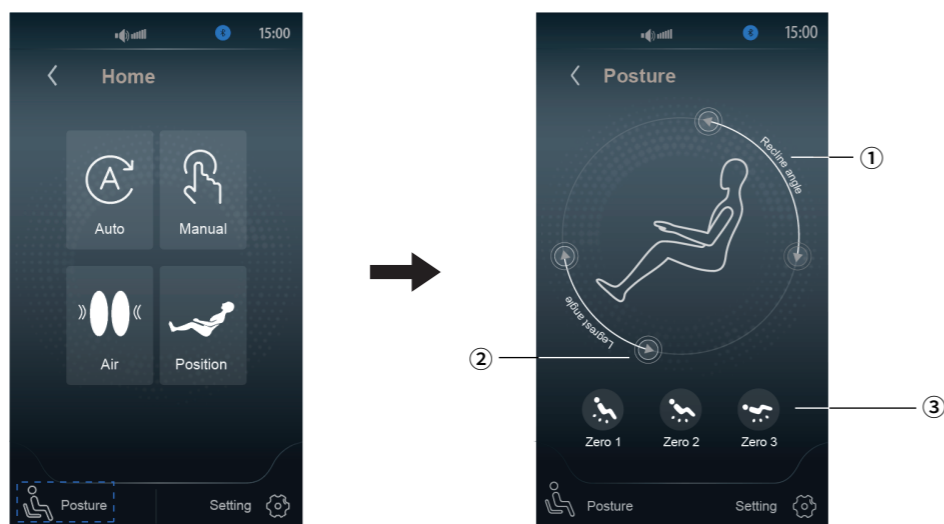 15:00
Home
A
Auto
Manual
Air
Position
Posture
Setting
15:00
Posture
Recline angle
①
Legrest angle
②
③
Zero 1
Zero 2
Zero 3
Posture
Setting